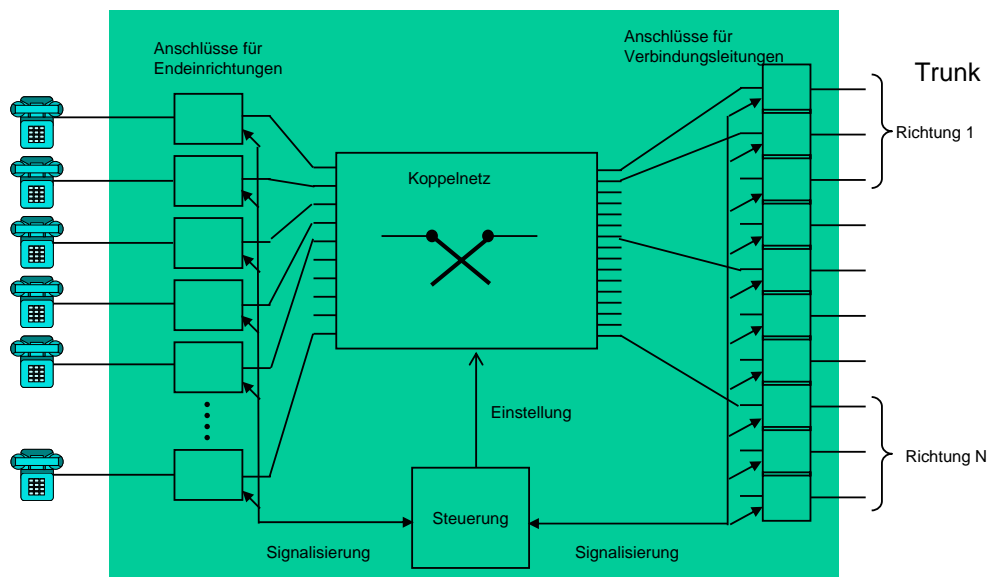 Anschlüsse für
Endeinrichtungen
Anschlüsse für
Verbindungsleitungen
Trunk
Richtung 1
Koppelnetz
Einstellung
Richtung N
Steuerung
Signalisierung
Signalisierung